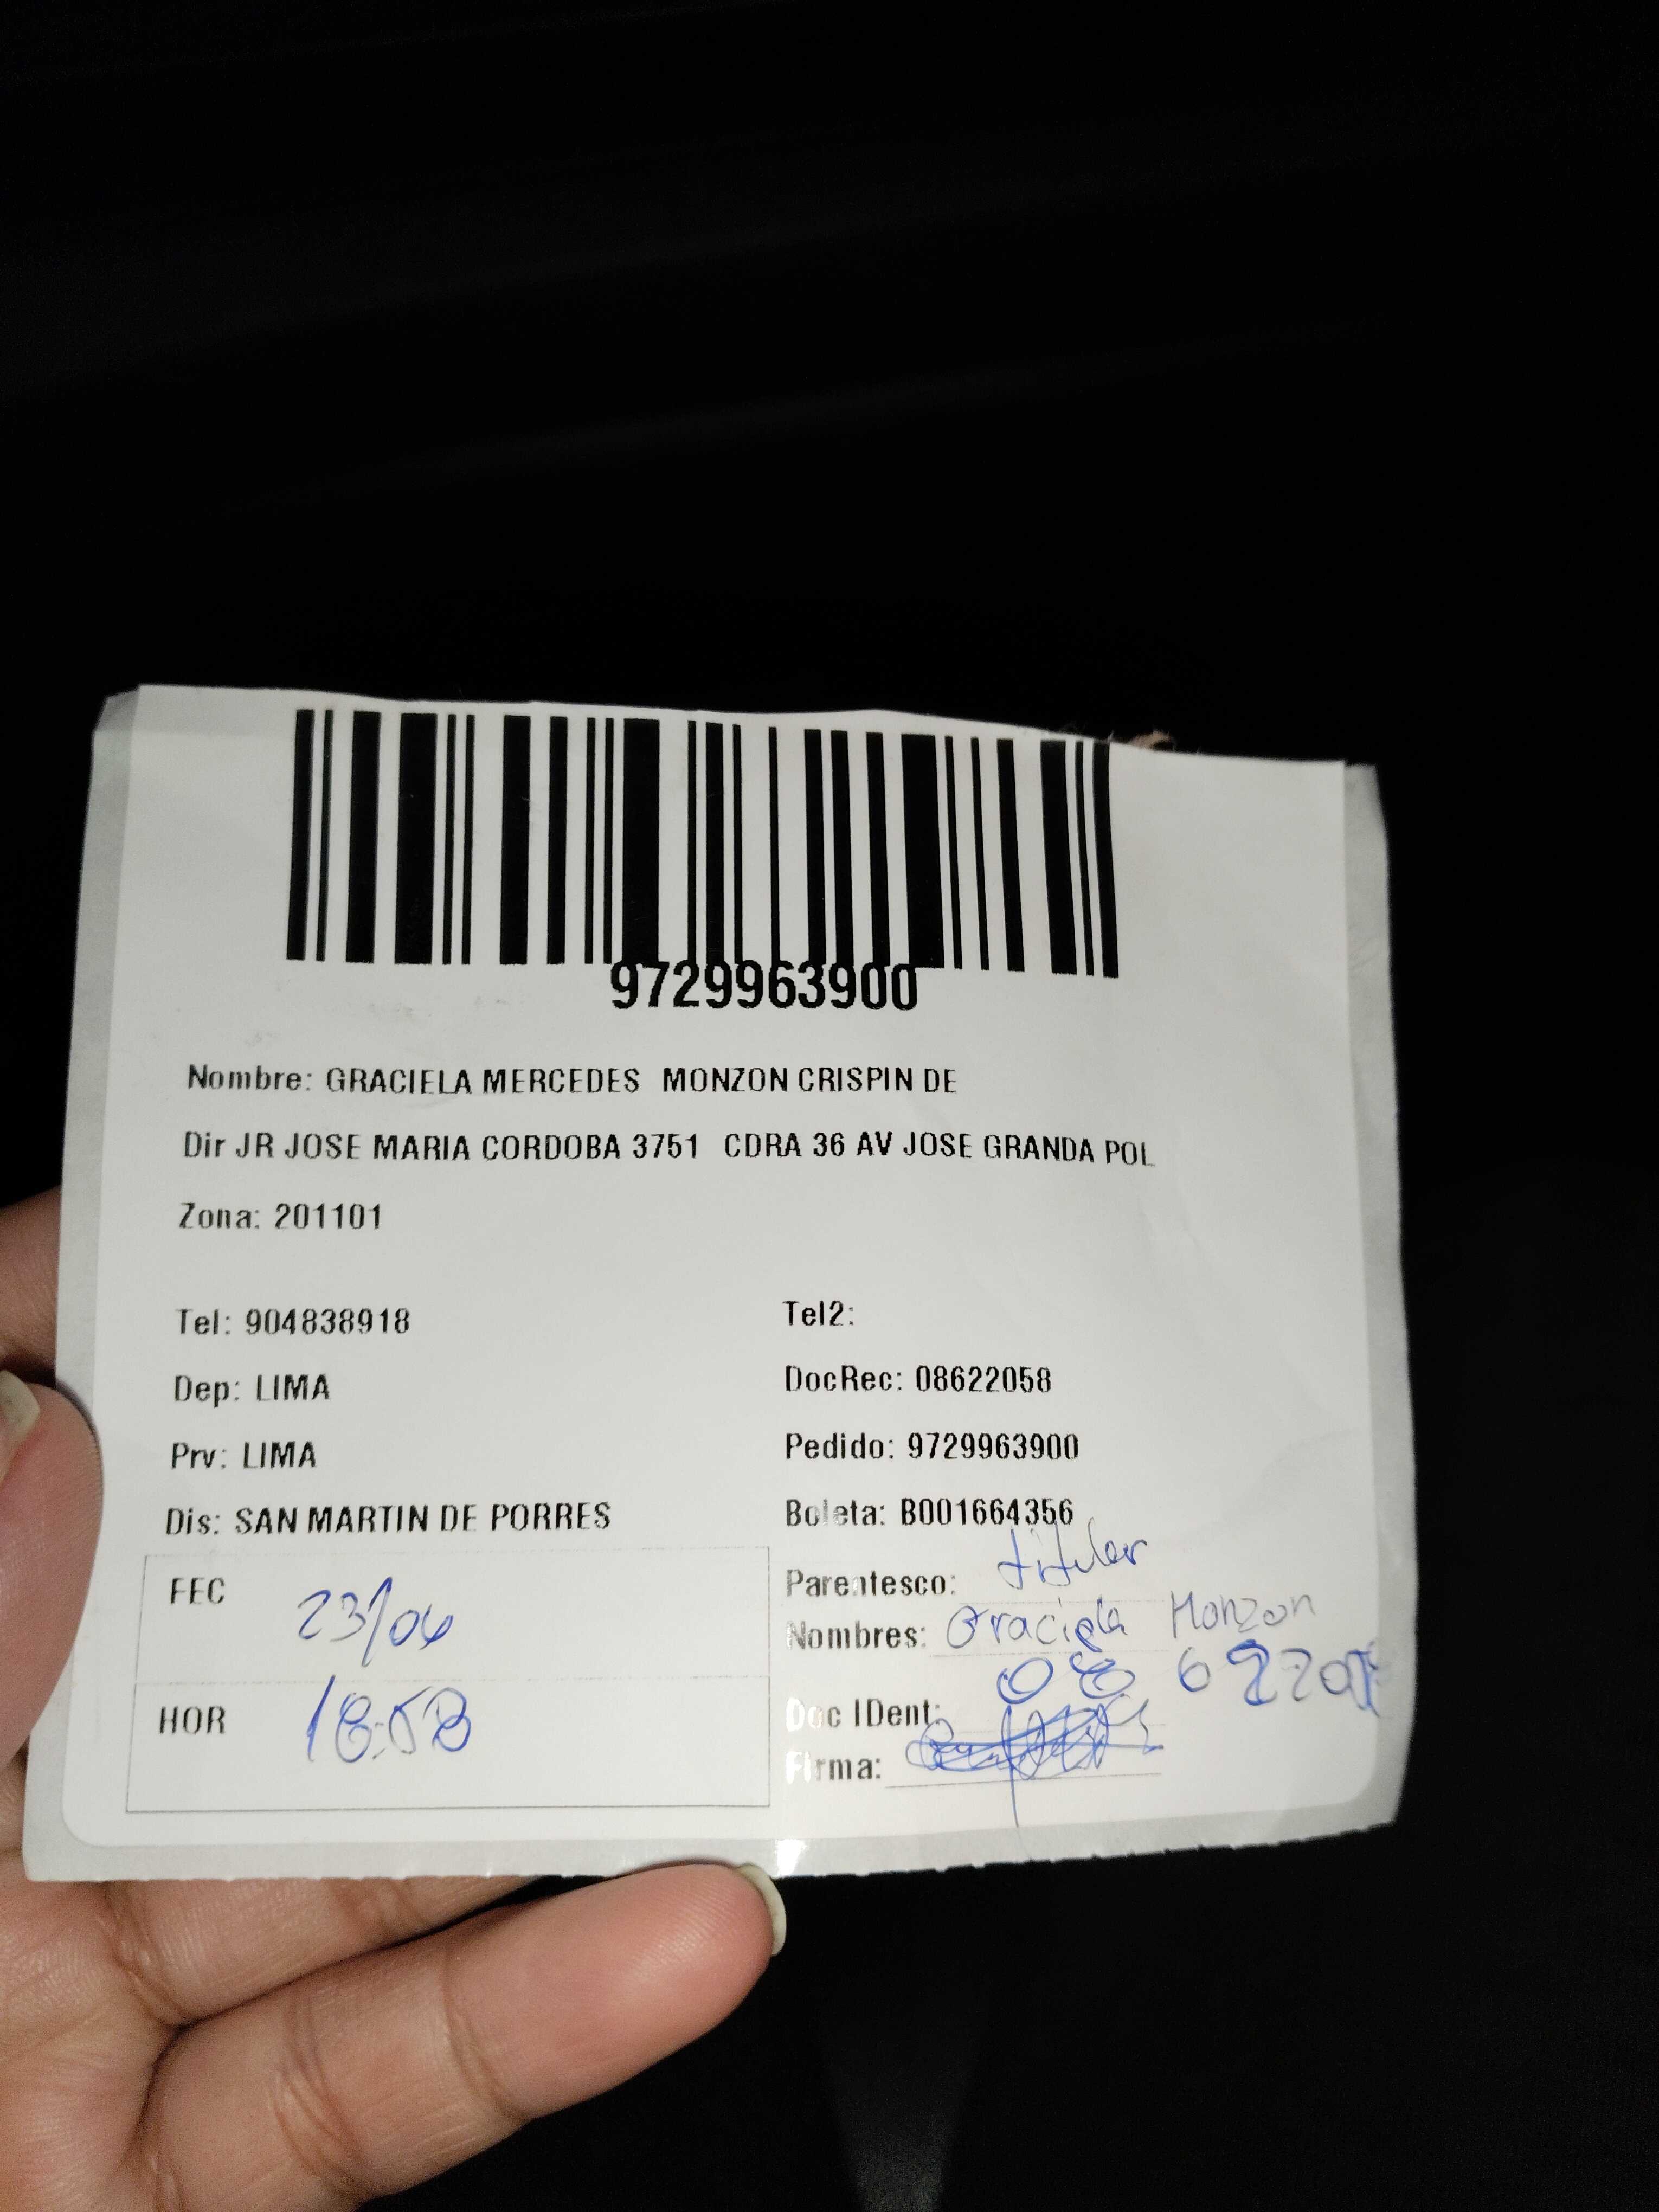 9729963900
Nombre: GRACIELA MERCEDES MONZON CRISPIN DE
Dir JR JOSE MARIA CORDOBA 3751 CDRA 36 AV JOSE GRANDA POL
Zona: 201101
Tel: 904838918
Tel2:
Dep: LIMA
DocRec: 08622058
Prv: LIMA
Pedido: 9729963900
Dis: SAN MARTIN DE PORRES
Boleta: B001664356
FEC 23/06
Parentesco: titular
Nombres: Graciela Monzon
HOR 18:58
Doc IDent:
Firma: